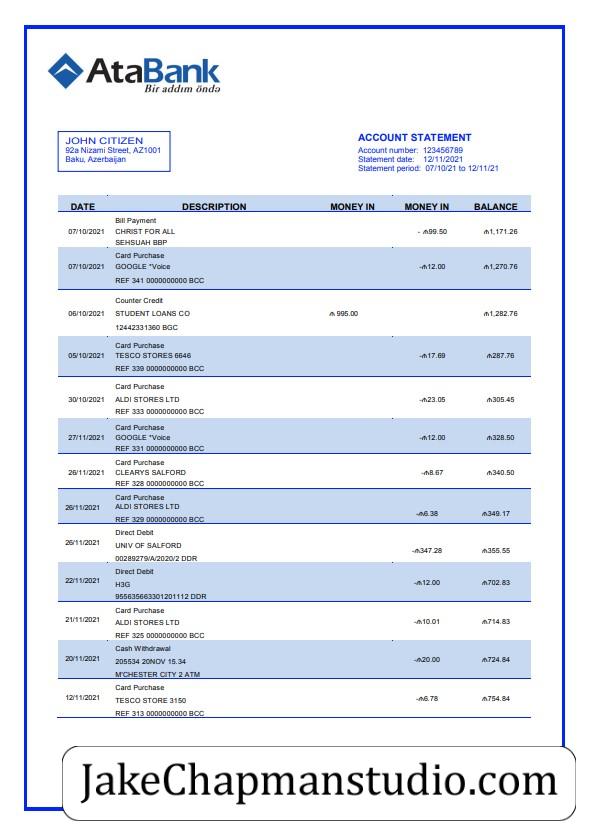 AtaBank
Bir addım öndə
JOHN CITIZEN
92a Nizami Street, AZ1001
Baku, Azerbaijan
ACCOUNT STATEMENT
Account number: 123456789
Statement date: 12/11/2021
Statement period: 07/10/21 to 12/11/21
DATE DESCRIPTION MONEY IN MONEY IN BALANCE
Bill Payment
07/10/2021 CHRIST FOR ALL - ₼99.50 ₼1,171.26
SEHSUAH BBP
Card Purchase
07/10/2021 GOOGLE *Voice -₼12.00 ₼1,270.76
REF 341 0000000000 BCC
Counter Credit
06/10/2021 STUDENT LOANS CO ₼ 995.00 ₼1,282.76
12442331360 BGC
Card Purchase
05/10/2021 TESCO STORES 6646 -₼17.69 ₼287.76
REF 339 0000000000 BCC
Card Purchase
30/10/2021 ALDI STORES LTD -₼23.05 ₼305.45
REF 333 0000000000 BCC
Card Purchase
27/11/2021 GOOGLE *Voice -₼12.00 ₼328.50
REF 331 0000000000 BCC
Card Purchase
26/11/2021 CLEARYS SALFORD -₼8.67 ₼340.50
REF 328 0000000000 BCC
Card Purchase
26/11/2021 ALDI STORES LTD -₼6.38 ₼349.17
REF 329 0000000000 BCC
Direct Debit
26/11/2021 UNIV OF SALFORD -₼347.28 ₼355.55
00289279/A/2020/2 DDR
Direct Debit
22/11/2021 H3G -₼12.00 ₼702.83
955635663301201112 DDR
Card Purchase
21/11/2021 ALDI STORES LTD -₼10.01 ₼714.83
REF 325 0000000000 BCC
Cash Withdrawal
20/11/2021 205534 20NOV 15.34 -₼20.00 ₼724.84
M'CHESTER CITY 2 ATM
Card Purchase
12/11/2021 TESCO STORE 3150 -₼6.78 ₼754.84
REF 313 0000000000 BCC
JakeChapmanstudio.com